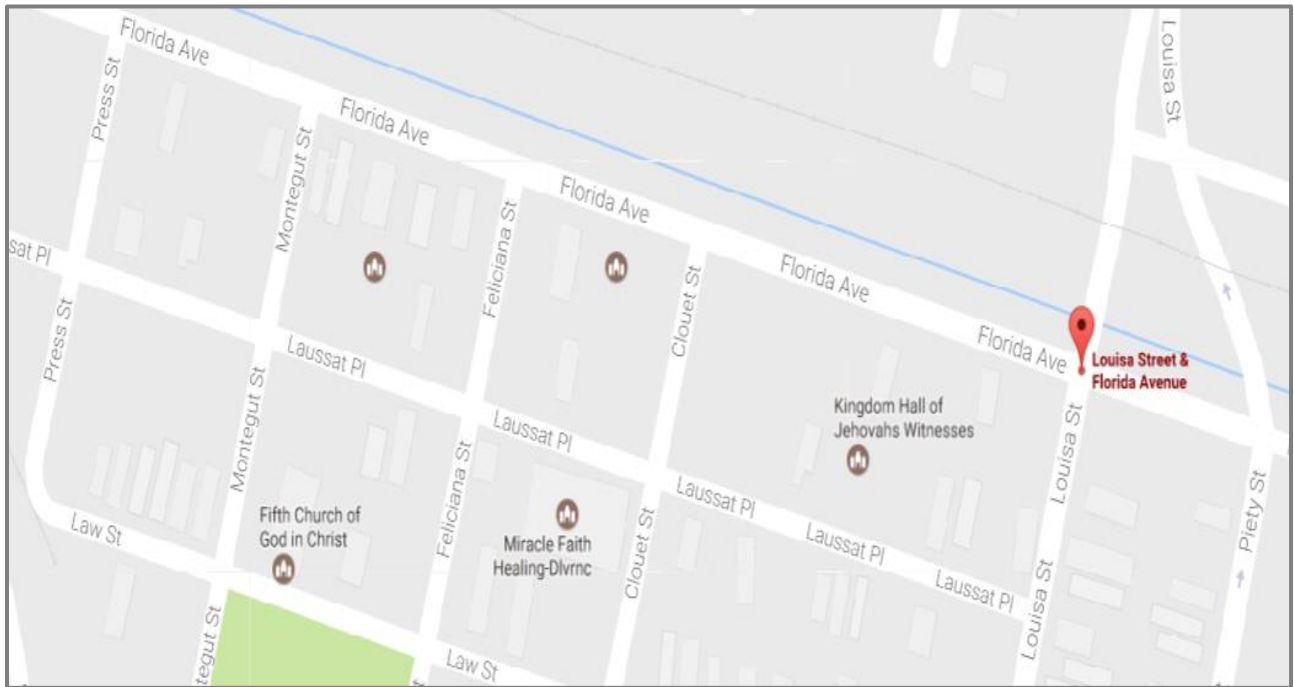 Florida Ave
Louisa St
Press St
Florida Ave
Montegut St
Florida Ave
Feliciana St
sat Pl
Clouet St
Florida Ave
Press St
Laussat Pl
Florida Ave
Louisa Street &
Florida Avenue
Kingdom Hall of
Jehovahs Witnesses
Montegut St
Laussat Pl
Louisa St
Feliciana St
Laussat Pl
Piety St
Law St
Fifth Church of
God in Christ
Miracle Faith
Healing-Dlvrnc
Clouet St
Laussat Pl
Laussat Pl
Louisa St
tegut St
Law St
t